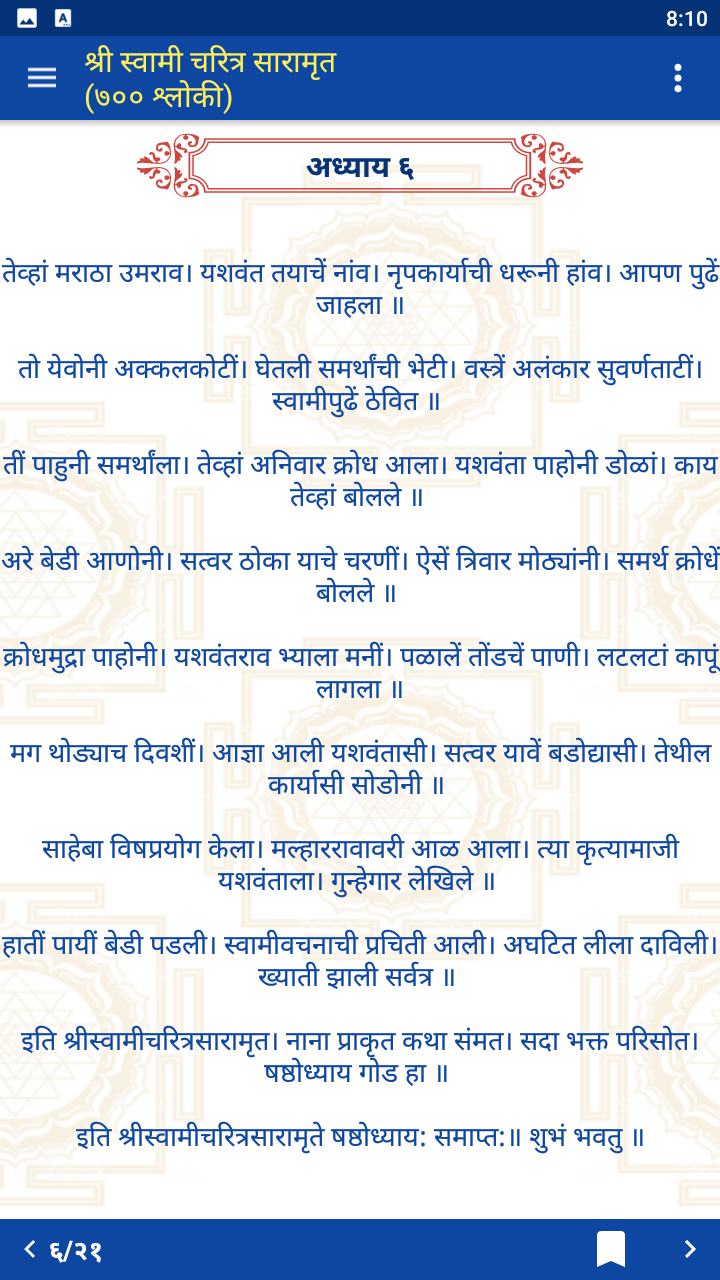 8:10
श्री स्वामी चरित्र सारामृत
(७०० श्लोकी)
अध्याय ६
तेव्हां मराठा उमराव। यशवंत तयाचें नांव। नृपकार्याची धरूनी हांव। आपण पुढें
जाहला ॥
तो येवोनी अक्कलकोटीं। घेतली समर्थांची भेटी। वस्त्रें अलंकार सुवर्णताटीं।
स्वामीपुढें ठेवित ॥
तीं पाहुनी समर्थांला। तेव्हां अनिवार क्रोध आला। यशवंता पाहोनी डोळां। काय
तेव्हां बोलले ॥
अरे बेडी आणोनी। सत्वर ठोका याचे चरणीं। ऐसें त्रिवार मोठ्यांनी। समर्थ क्रोधें
बोलले ॥
क्रोधमुद्रा पाहोनी। यशवंतराव भ्याला मनीं। पळालें तोंडचें पाणी। लटलटां कापूं
लागला ॥
मग थोड्याच दिवशीं। आज्ञा आली यशवंतासी। सत्वर यावें बडोद्यासी। तेथील
कार्यासी सोडोनी ॥
साहेबा विषप्रयोग केला। मल्हाररावावरी आळ आला। त्या कृत्यामाजी
यशवंताला। गुन्हेगार लेखिले ॥
हातीं पायीं बेडी पडली। स्वामीवचनाची प्रचिती आली। अघटित लीला दाविली।
ख्याती झाली सर्वत्र ॥
इति श्रीस्वामीचरित्रसारामृत। नाना प्राकृत कथा संमत। सदा भक्त परिसोत।
षष्ठोध्याय गोड हा ॥
इति श्रीस्वामीचरित्रसारामृते षष्ठोध्याय: समाप्त:॥ शुभं भवतु ॥
६/२१